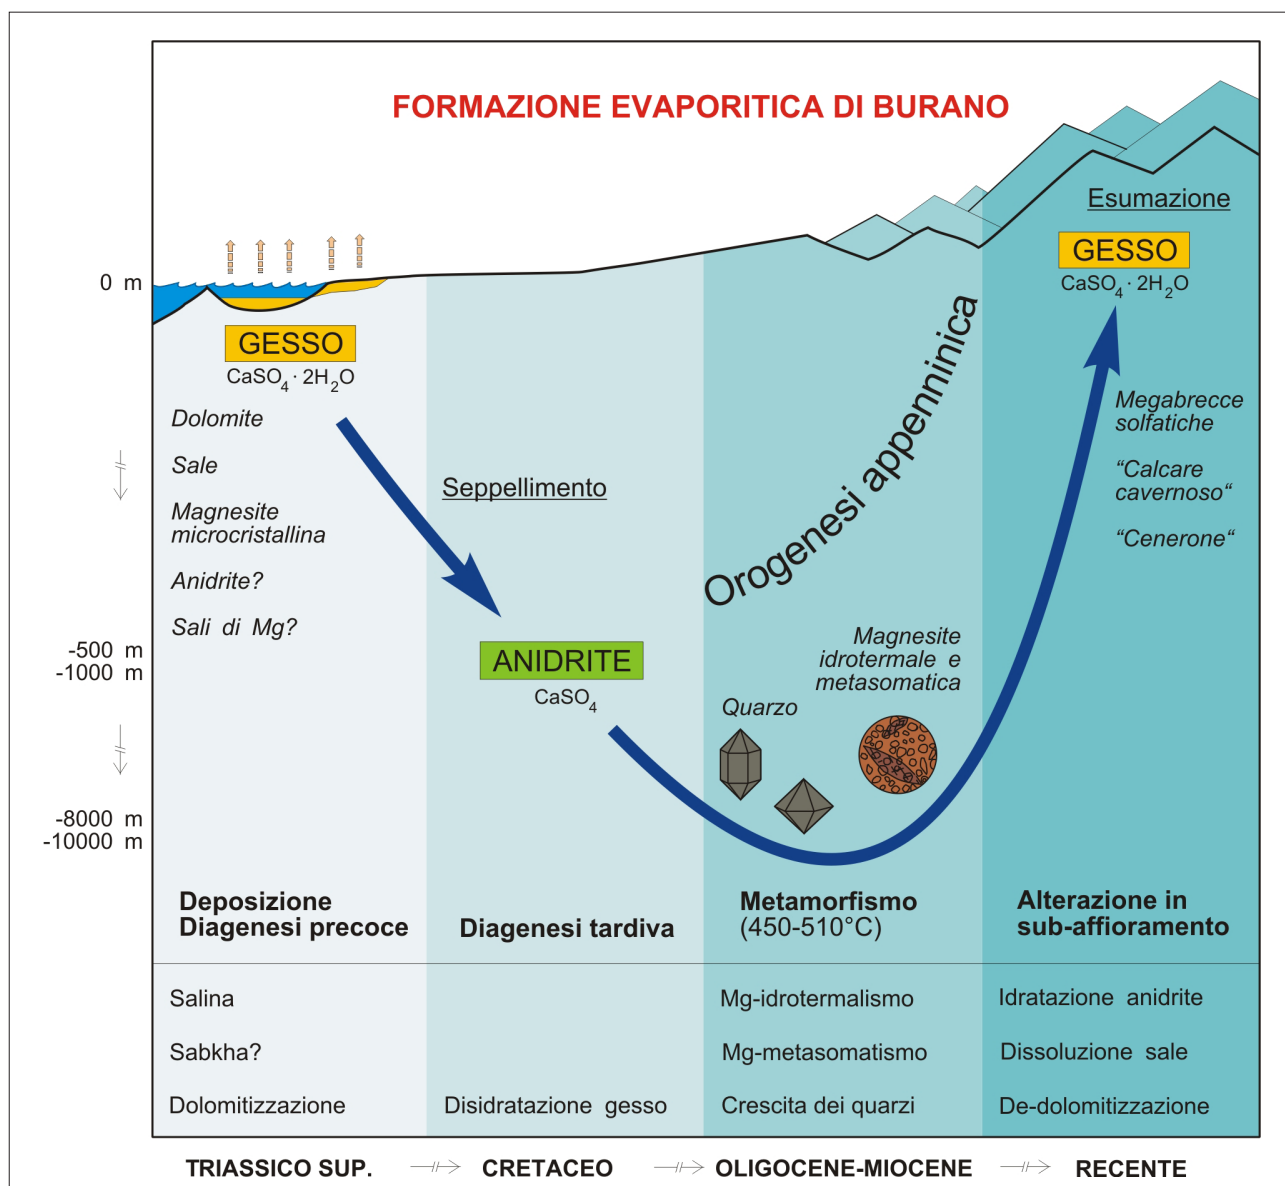 FORMAZIONE EVAPORITICA DI BURANO
Esumazione
GESSO
CaSO4 · 2H2O
0 m
GESSO
CaSO4 · 2H2O
Dolomite
Sale
Magnesite
microcristallina
Anidrite?
Sali di Mg?
Seppellimento
Orogenesi appenninica
Megabrecce
solfatiche
“Calcare
cavernoso“
“Cenerone“
-500 m
-1000 m
ANIDRITE
CaSO4
Magnesite
idrotermale e
metasomatica
Quarzo
-8000 m
-10000 m
Deposizione
Diagenesi precoce
Diagenesi tardiva
Metamorfismo
(450-510°C)
Alterazione in
sub-affioramento
Salina
Mg-idrotermalismo
Idratazione anidrite
Sabkha?
Mg-metasomatismo
Dissoluzione sale
Dolomitizzazione
Disidratazione gesso
Crescita dei quarzi
De-dolomitizzazione
TRIASSICO SUP.
CRETACEO
OLIGOCENE-MIOCENE
RECENTE